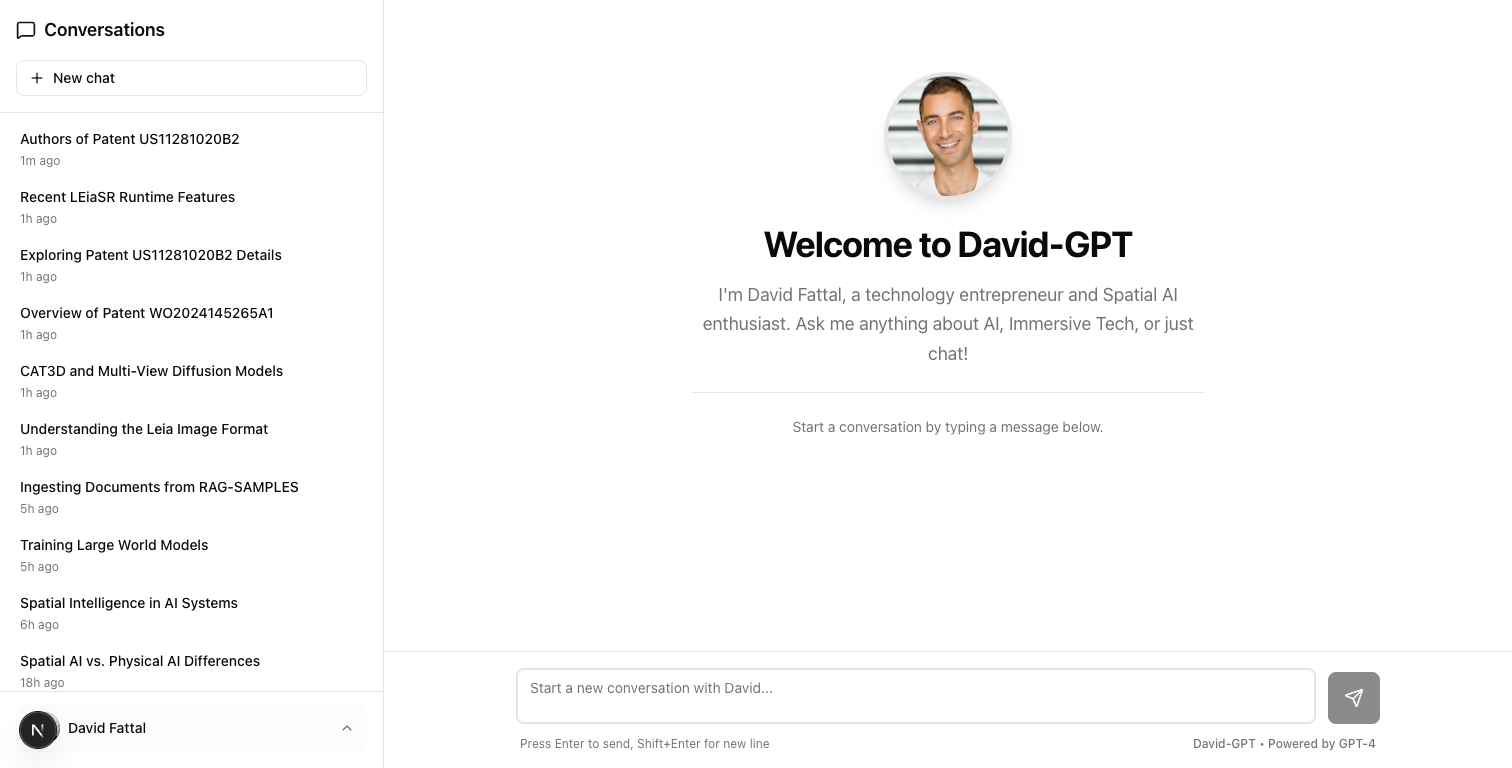 Conversations
New chat
Authors of Patent US11281020B2
1m ago
Recent LEiaSR Runtime Features
1h ago
Exploring Patent US11281020B2 Details
1h ago
Overview of Patent WO2024145265A1
1h ago
CAT3D and Multi-View Diffusion Models
1h ago
Understanding the Leia Image Format
1h ago
Ingesting Documents from RAG-SAMPLES
5h ago
Training Large World Models
5h ago
Spatial Intelligence in AI Systems
6h ago
Spatial AI vs. Physical AI Differences
18h ago
N
David Fattal
Welcome to David-GPT
I'm David Fattal, a technology entrepreneur and Spatial AI
enthusiast. Ask me anything about AI, Immersive Tech, or just
chat!
Start a conversation by typing a message below.
Start a new conversation with David...
Press Enter to send, Shift+Enter for new line
David-GPT • Powered by GPT-4